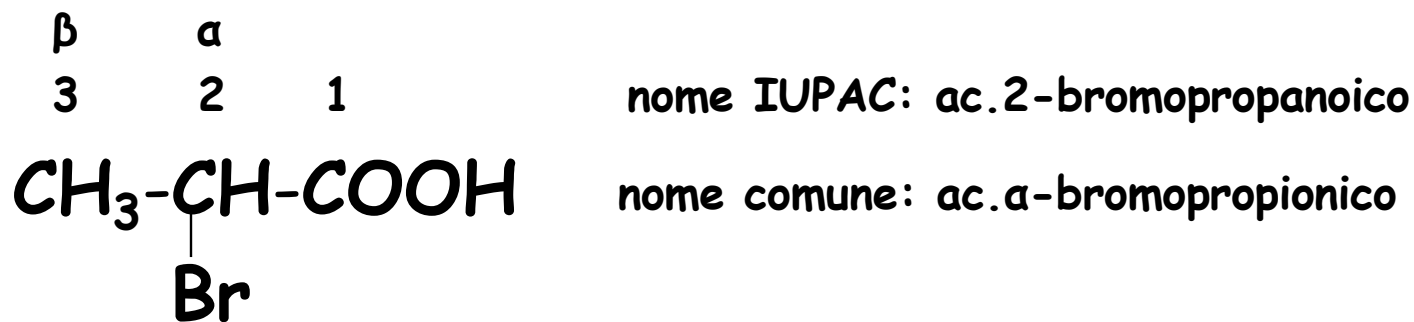 β α
3 2 1
nome IUPAC: ac.2-bromopropanoico
CH₃-CH-COOH
nome comune: ac.α-bromopropionico
Br